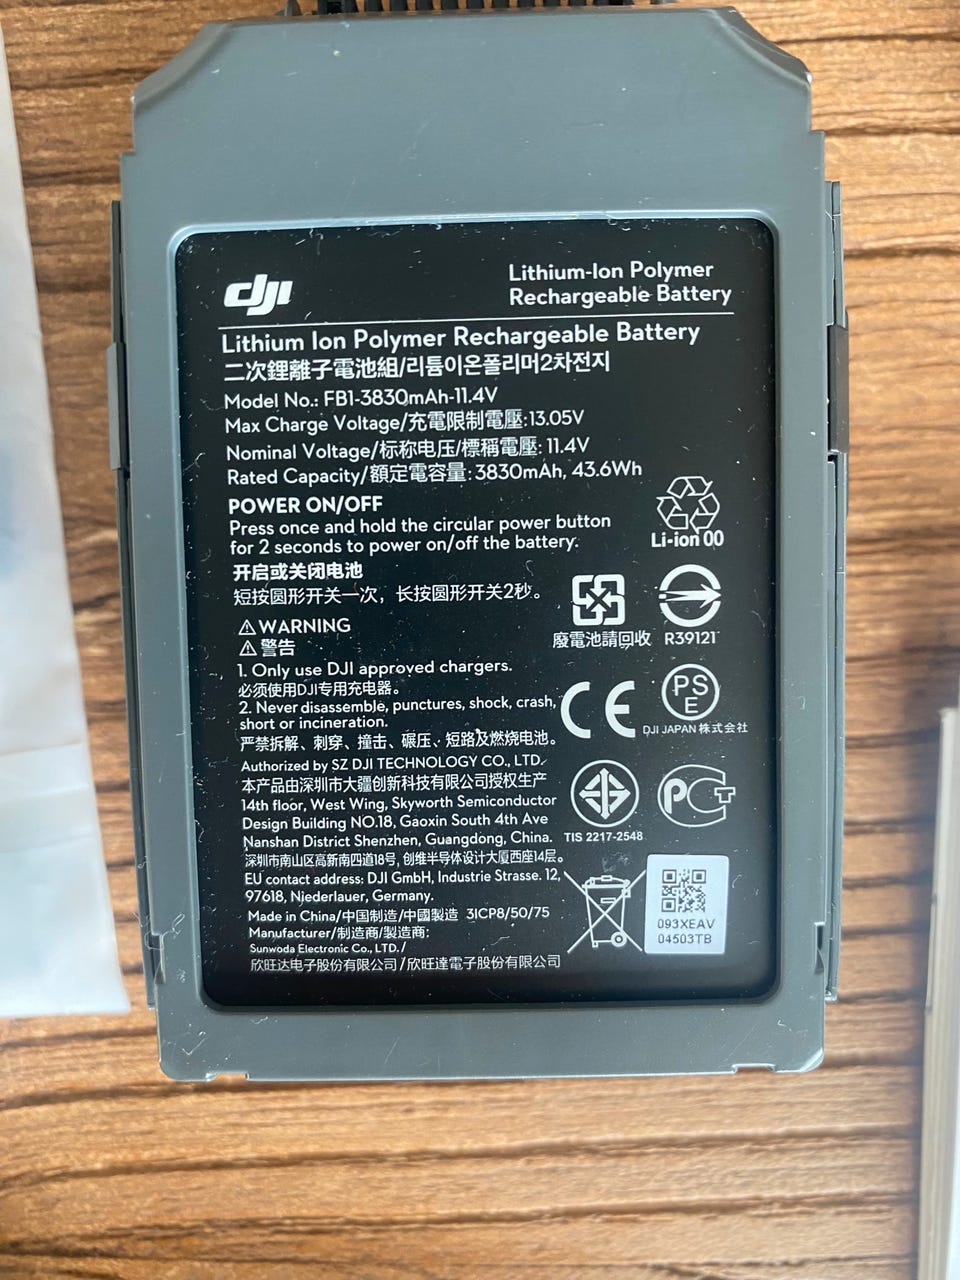 dji
Lithium-Ion Polymer
Rechargeable Battery
Lithium Ion Polymer Rechargeable Battery
二次鋰離子電池組/리튬이온폴리머2차전지
Model No.: FB1-3830mAh-11.4V
Max Charge Voltage/充電限制電壓:13.05V
Nominal Voltage/标称电压/標稱電壓: 11.4V
Rated Capacity/額定電容量: 3830mAh, 43.6Wh
POWER ON/OFF
Press once and hold the circular power button
for 2 seconds to power on/off the battery.
Li-ion 00
开启或关闭电池
短按圆形开关一次，长按圆形开关2秒。
廢電池請回收
R39121
⚠ WARNING
⚠ 警告
1. Only use DJI approved chargers.
必须使用DJI专用充电器。
2. Never disassemble, punctures, shock, crash,
short or incineration.
严禁拆解、刺穿、撞击、碾压、短路及燃烧电池。
CE
PS
E
DJI JAPAN 株式会社
Authorized by SZ DJI TECHNOLOGY CO., LTD.
本产品由深圳市大疆创新科技有限公司授权生产
14th floor, West Wing, Skyworth Semiconductor
Design Building NO.18, Gaoxin South 4th Ave
Nanshan District Shenzhen, Guangdong, China.
深圳市南山区高新南四道18号, 创维半导体设计大厦西座14层。
TIS 2217-2548
PCT
EU contact address: DJI GmbH, Industrie Strasse. 12,
97618, Niederlauer, Germany.
Made in China/中国制造/中國製造 3ICP8/50/75
Manufacturer/制造商/製造商:
Sunwoda Electronic Co., LTD./
欣旺达电子股份有限公司/欣旺達電子股份有限公司
093XEAV
04503TB